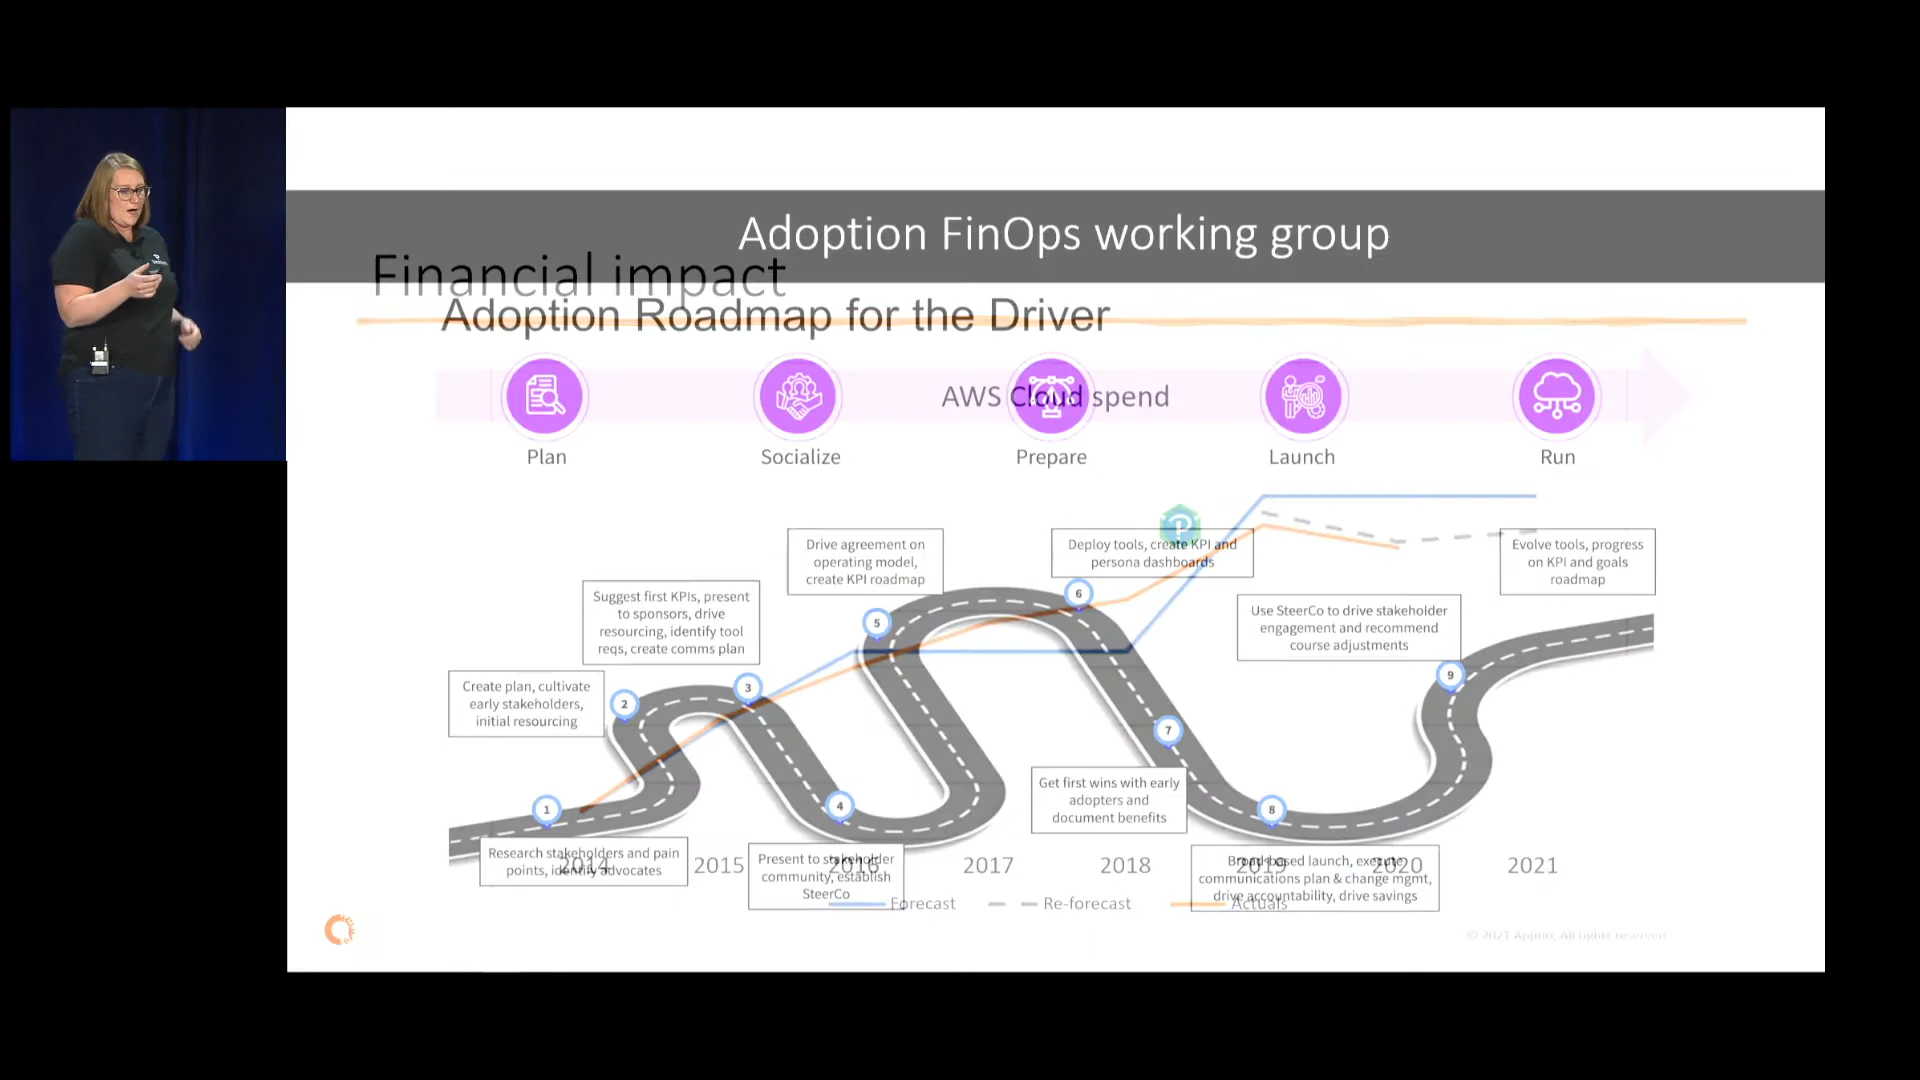 Adoption FinOps working group
Financial impact
Adoption Roadmap for the Driver
AWS Cloud spend
Plan
Socialize
Prepare
Launch
Run
Drive agreement on
operating model,
create KPI roadmap
Deploy tools, create KPI and
persona dashboards
Evolve tools, progress
on KPI and goals
roadmap
Suggest first KPIs, present
to sponsors, drive
resourcing, identify tool
reqs, create comms plan
Use SteerCo to drive stakeholder
engagement and recommend
course adjustments
Create plan, cultivate
early stakeholders,
initial resourcing
Get first wins with early
adopters and
document benefits
1
2
3
4
5
6
7
8
9
Research stakeholders and pain
points, identify advocates
Present to stakeholder
community, establish
SteerCo
Broad-based launch, execute
communications plan & change mgmt,
drive accountability, drive savings
2014
2015
2016
2017
2018
2019
2020
2021
Forecast
Re-forecast
Actuals
© 2021 Apptio, All rights reserved